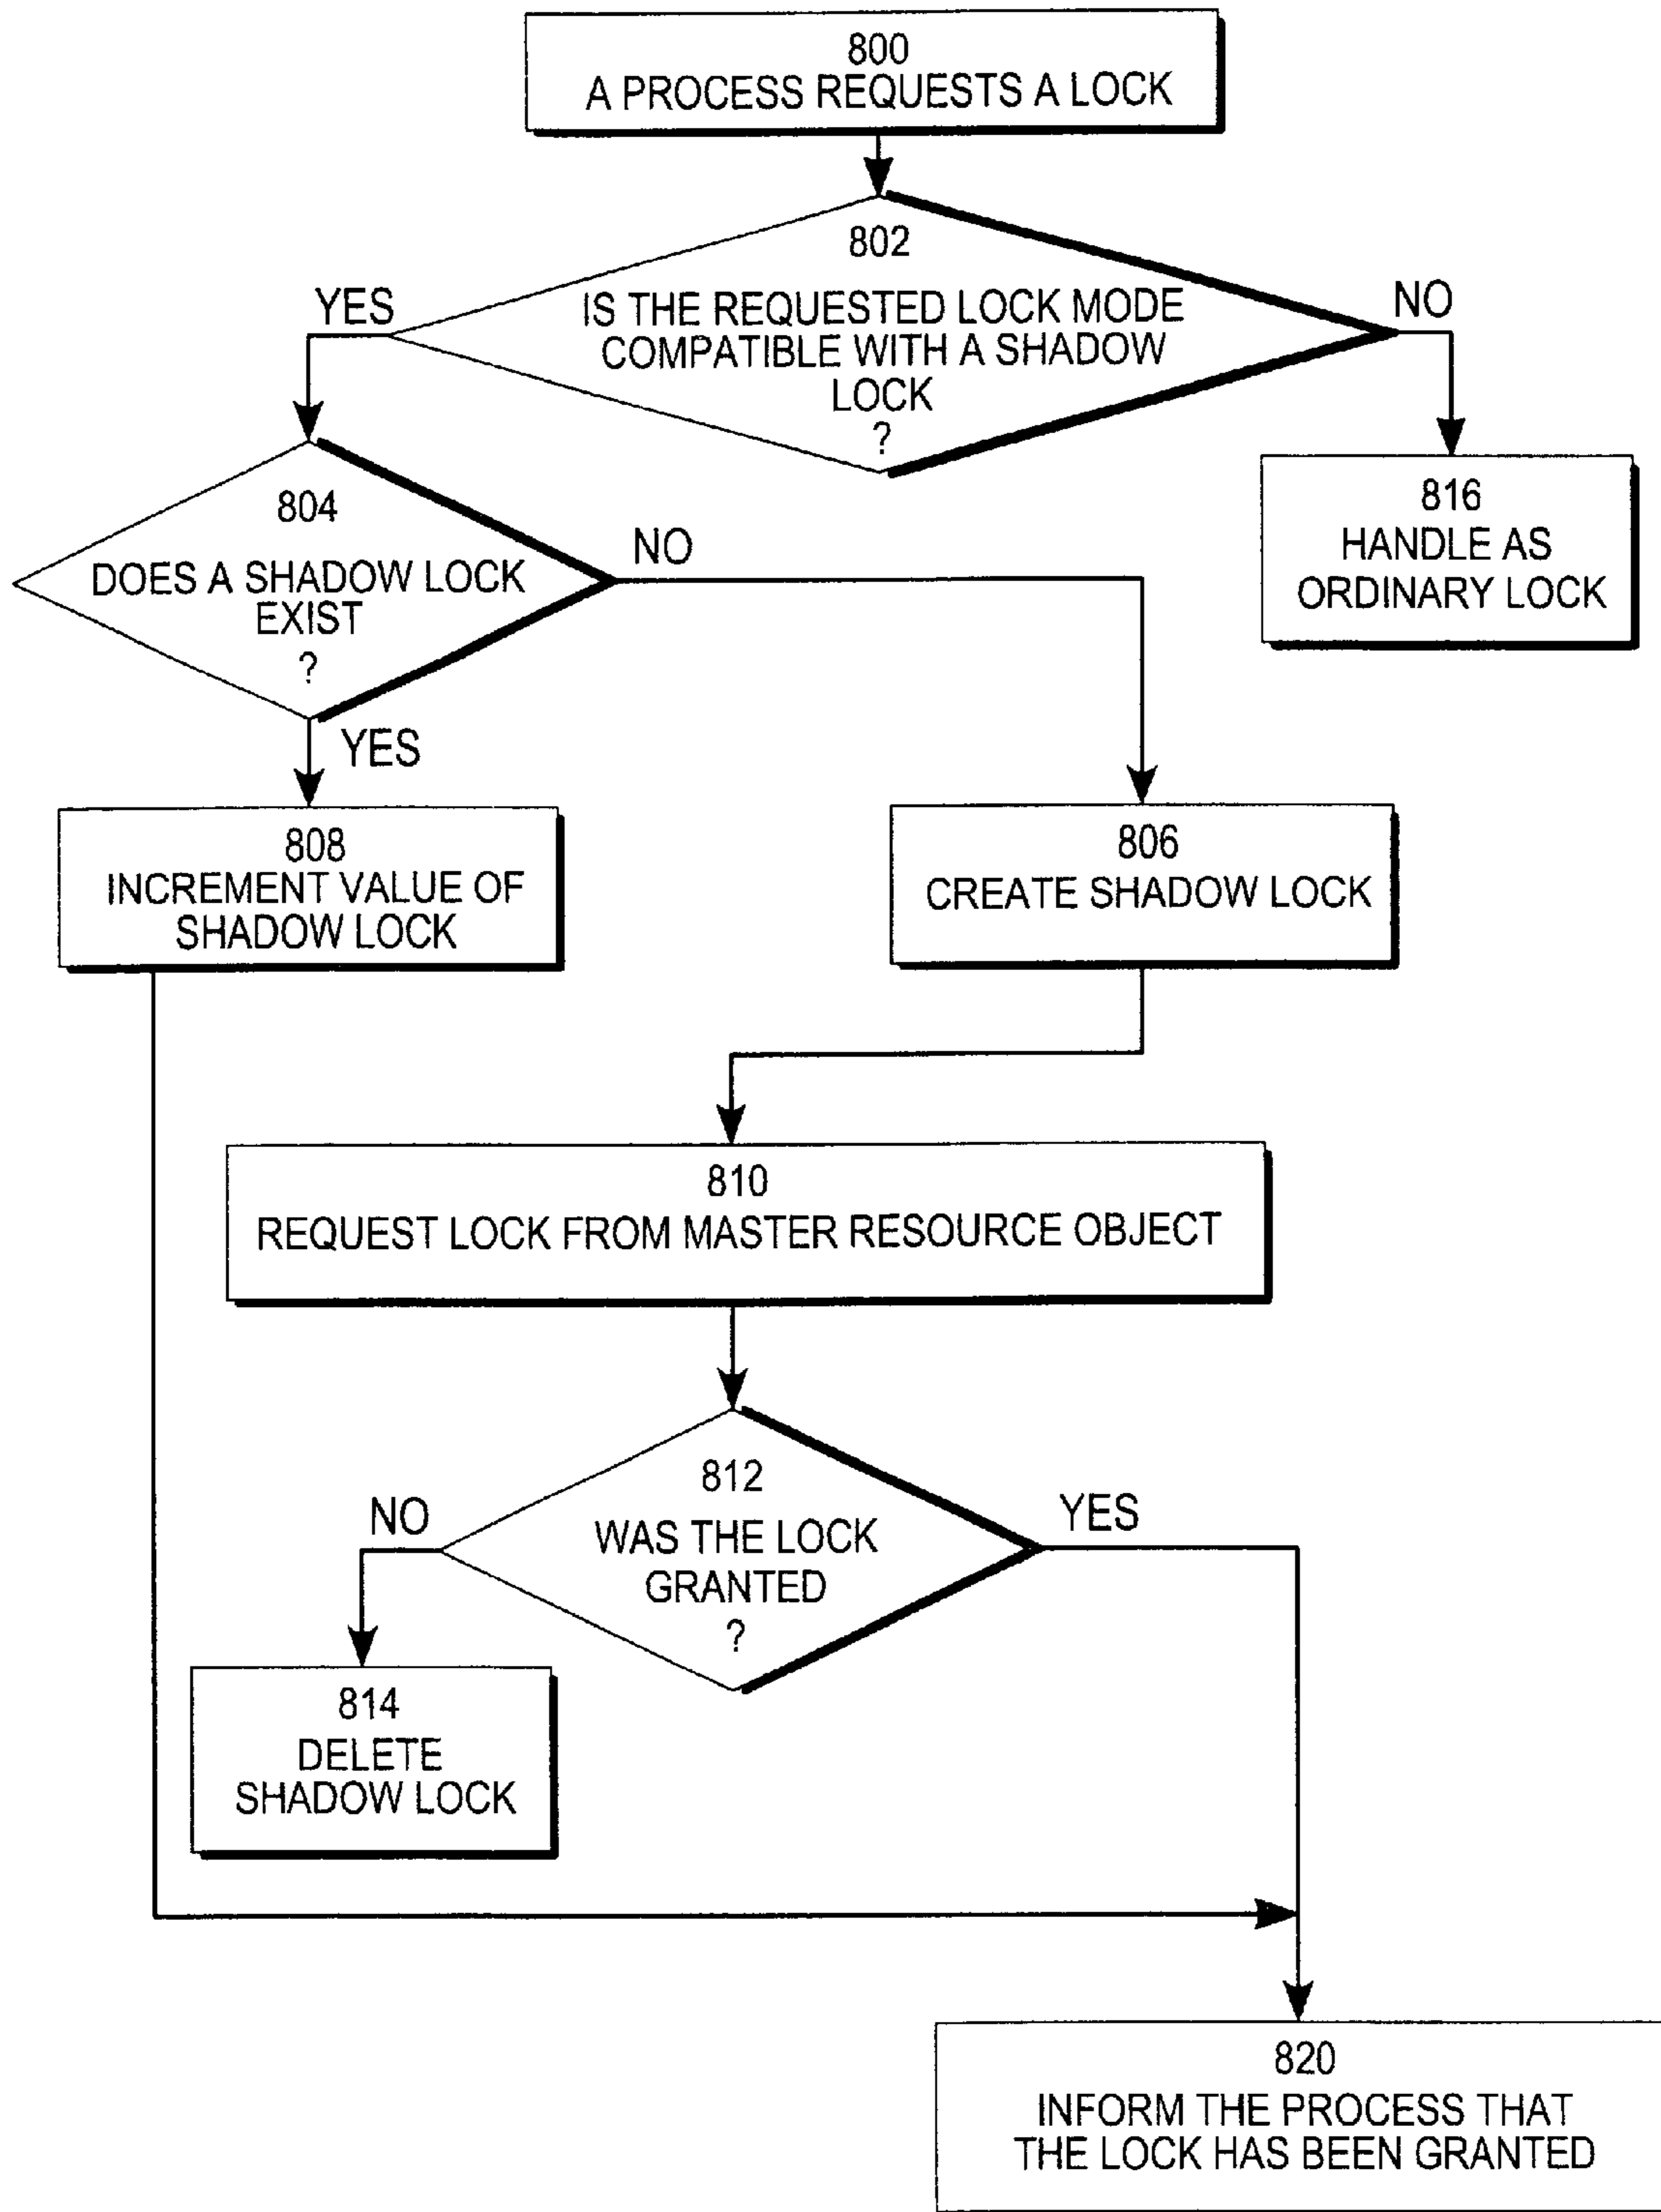 800
A PROCESS REQUESTS A LOCK
802
IS THE REQUESTED LOCK MODE
COMPATIBLE WITH A SHADOW
LOCK
?
YES
NO
816
HANDLE AS
ORDINARY LOCK
804
DOES A SHADOW LOCK
EXIST
?
NO
YES
808
INCREMENT VALUE OF
SHADOW LOCK
806
CREATE SHADOW LOCK
810
REQUEST LOCK FROM MASTER RESOURCE OBJECT
812
WAS THE LOCK
GRANTED
?
NO
YES
814
DELETE
SHADOW LOCK
820
INFORM THE PROCESS THAT
THE LOCK HAS BEEN GRANTED